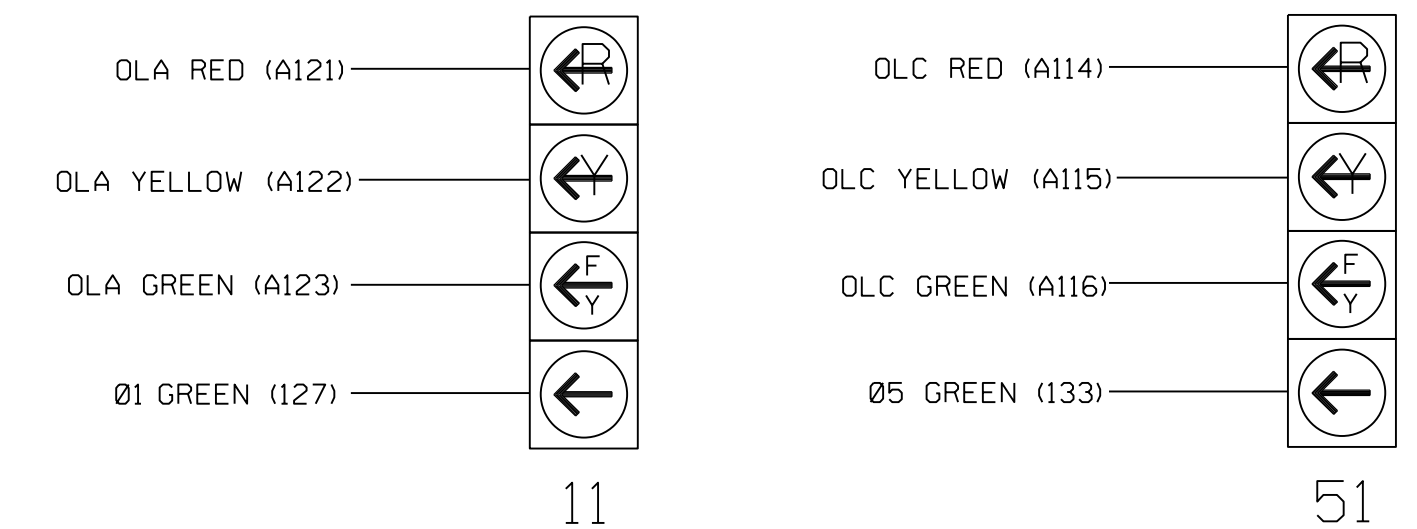 OLA RED (A121)
R
OLA YELLOW (A122)
Y
OLA GREEN (A123)
F
Y
Ø1 GREEN (127)
11
OLC RED (A114)
R
OLC YELLOW (A115)
Y
OLC GREEN (A116)
F
Y
Ø5 GREEN (133)
51